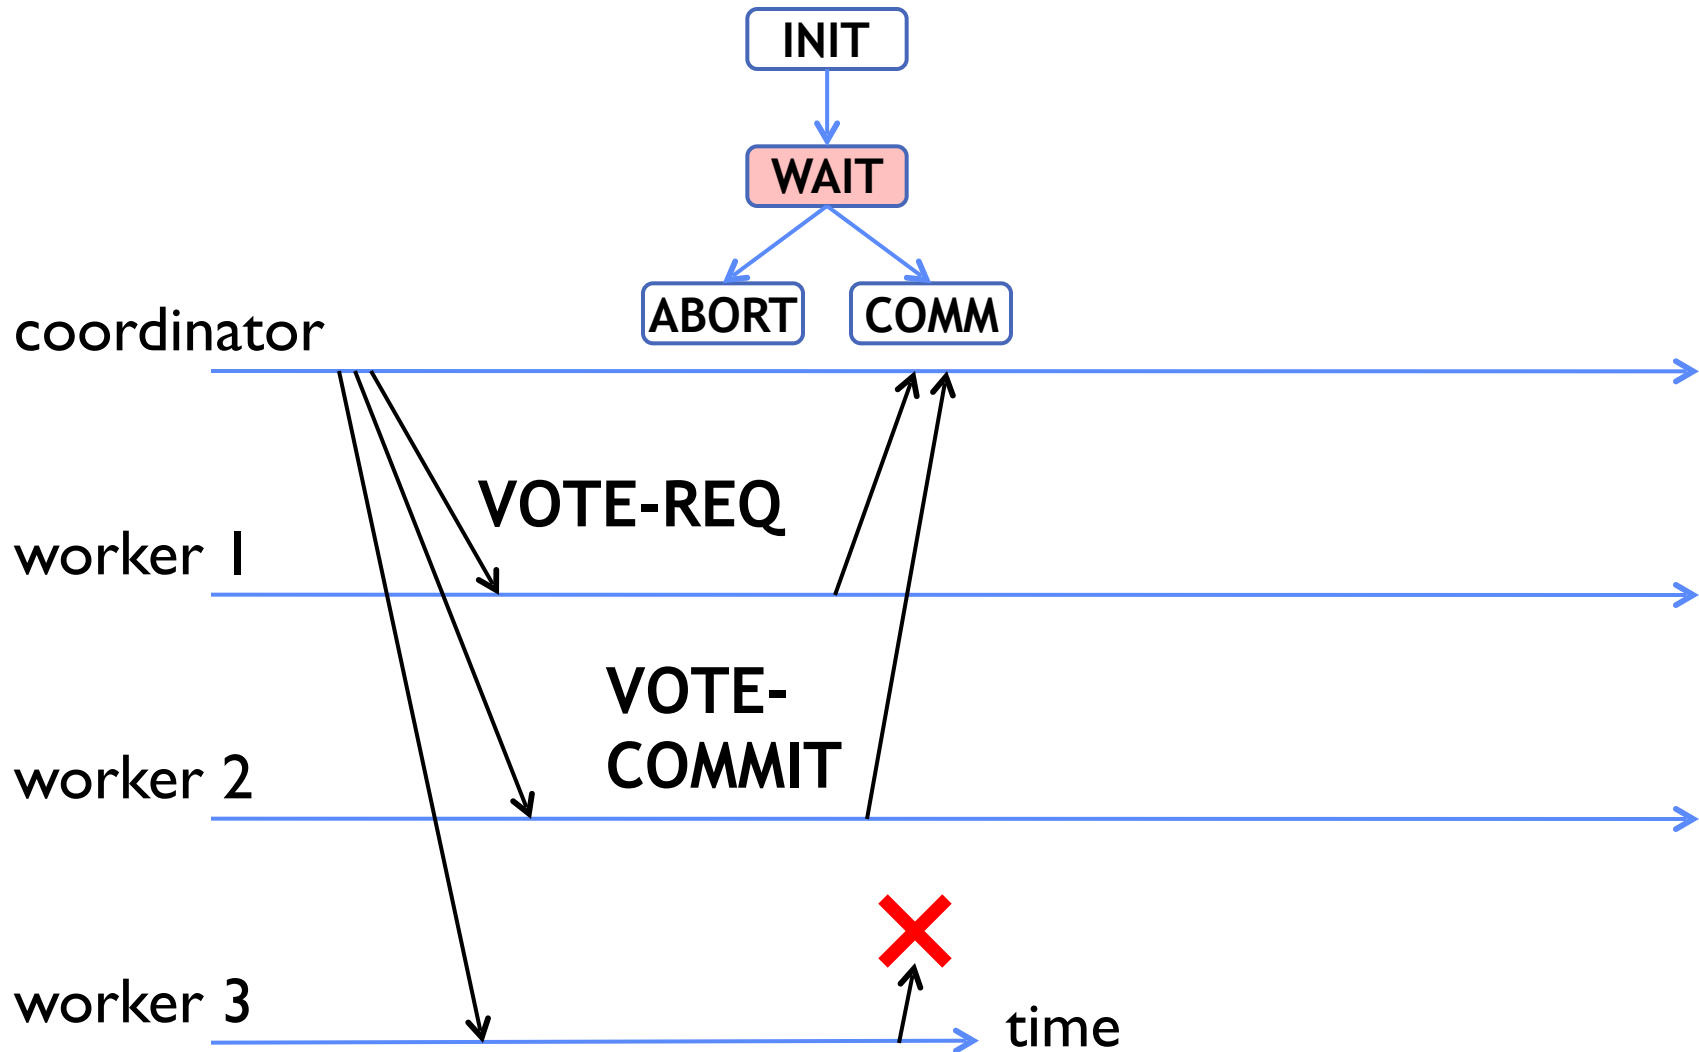 INIT
WAIT
ABORT
COMM
coordinator
VOTE-REQ
worker 1
VOTE-
COMMIT
worker 2
worker 3
time